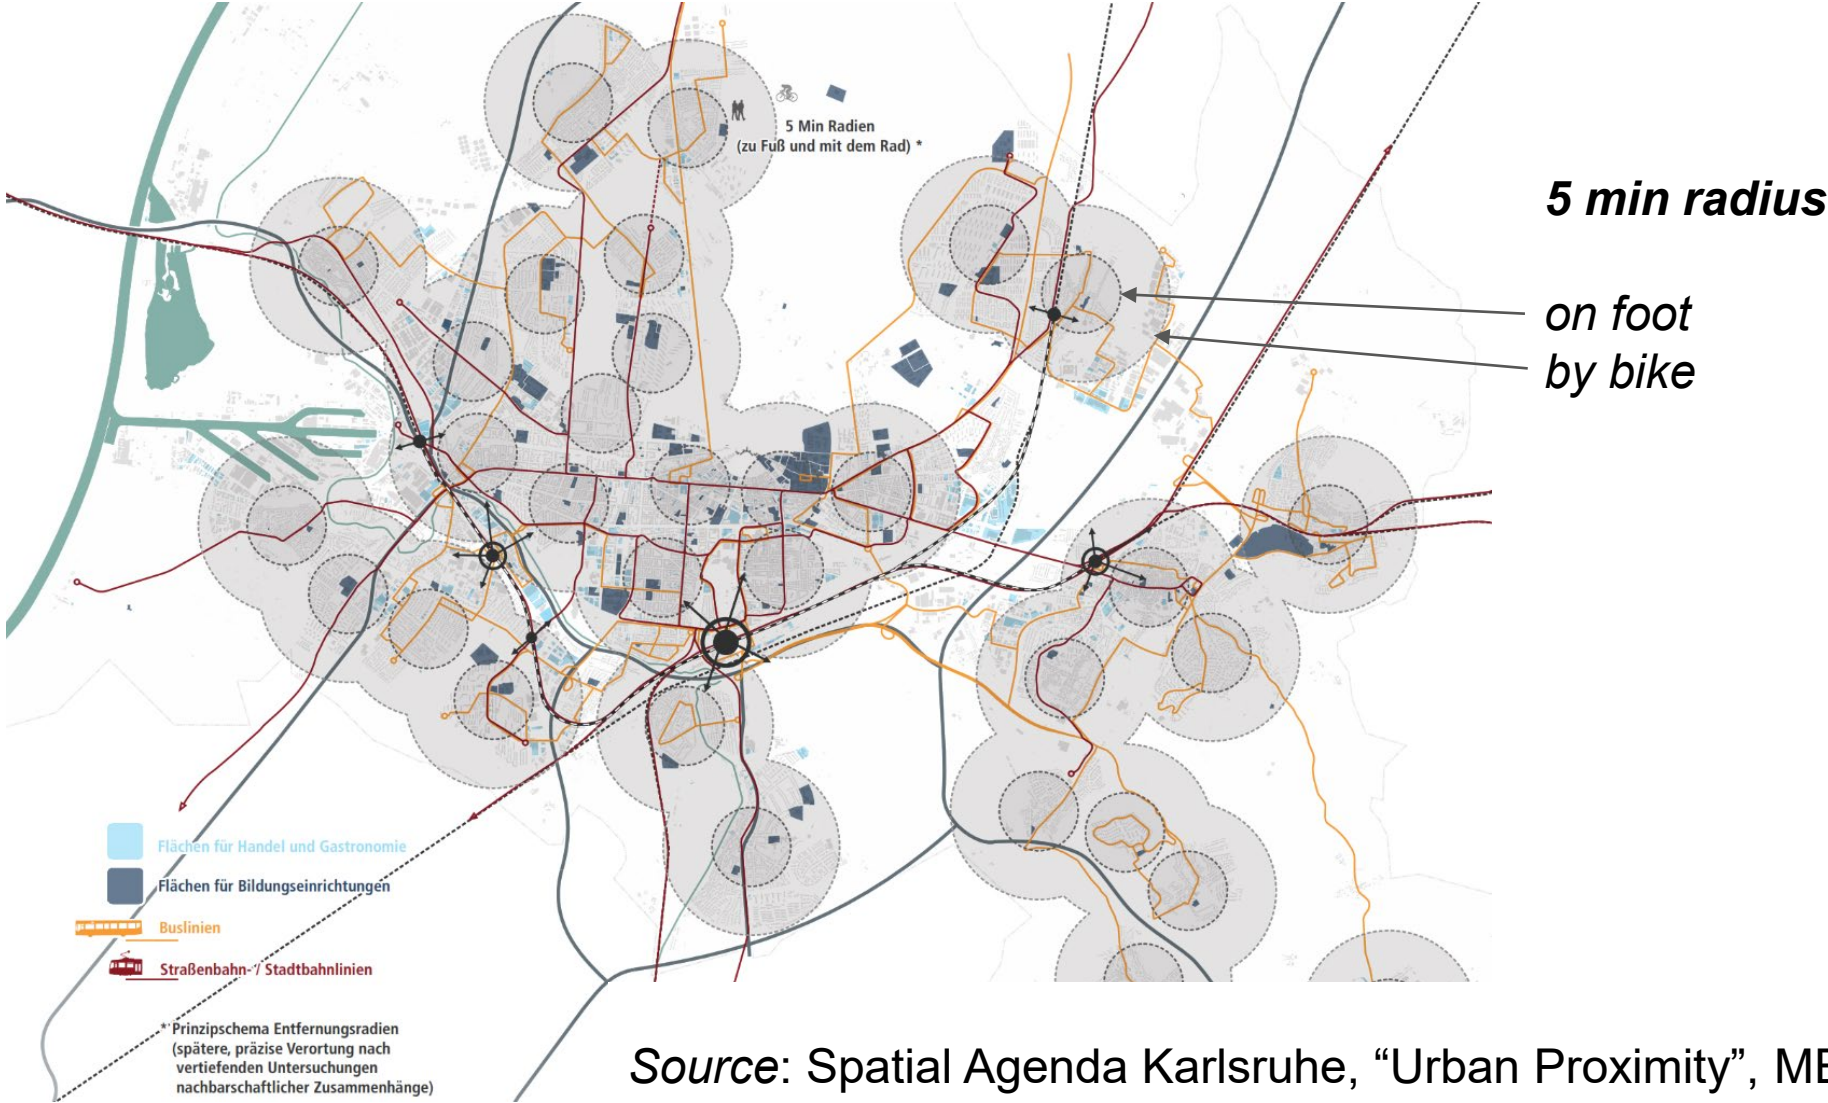 5 Min Radien
(zu Fuß und mit dem Rad) *
5 min radius
on foot
by bike
Flächen für Handel und Gastronomie
Flächen für Bildungseinrichtungen
Buslinien
Straßenbahn- / Stadtbahnlinien
* Prinzipschema Entfernungsradien
(spätere, präzise Verortung nach
vertiefenden Untersuchungen
nachbarschaftlicher Zusammenhänge)
Source: Spatial Agenda Karlsruhe, “Urban Proximity”,